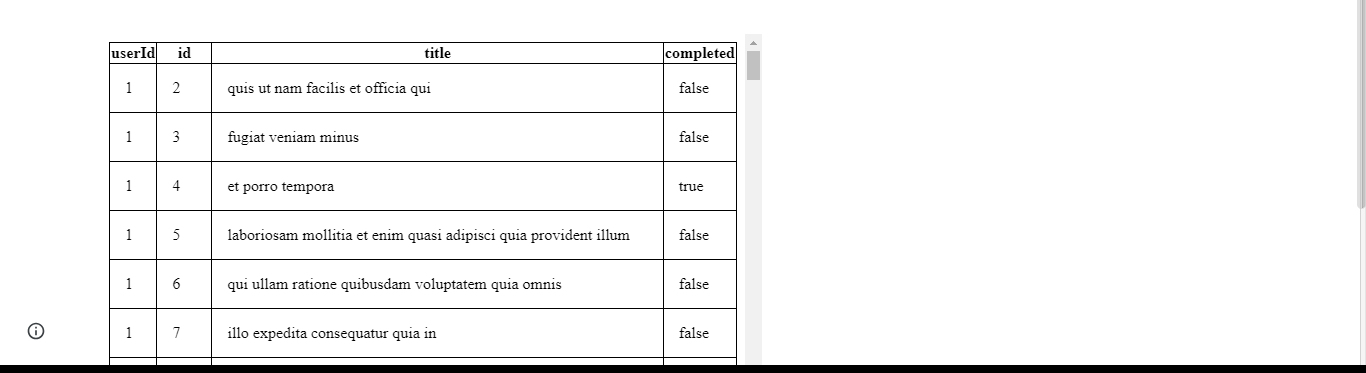 userId id title completed
1 2 quis ut nam facilis et officia qui false
1 3 fugiat veniam minus false
1 4 et porro tempora true
1 5 laboriosam mollitia et enim quasi adipisci quia provident illum false
1 6 qui ullam ratione quibusdam voluptatem quia omnis false
1 7 illo expedita consequatur quia in false